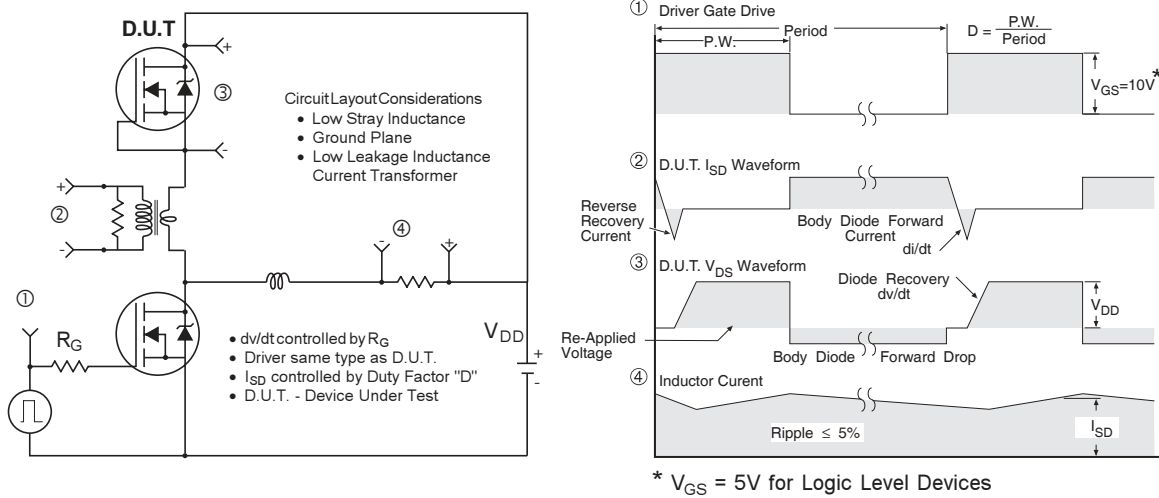 D.U.T
+
③
-
Circuit Layout Considerations
• Low Stray Inductance
• Ground Plane
• Low Leakage Inductance
Current Transformer
+
②
-
④
-
+
①
R_G
• dv/dt controlled by R_G
• Driver same type as D.U.T.
• I_SD controlled by Duty Factor "D"
• D.U.T. - Device Under Test
V_DD
+
-
① Driver Gate Drive
Period
P.W.
D = P.W. / Period
V_GS=10V*
② D.U.T. I_SD Waveform
Reverse
Recovery
Current
Body Diode Forward
Current
di/dt
③ D.U.T. V_DS Waveform
Diode Recovery
dv/dt
V_DD
Re-Applied
Voltage
Body Diode Forward Drop
④ Inductor Curent
Ripple ≤ 5%
I_SD
* V_GS = 5V for Logic Level Devices